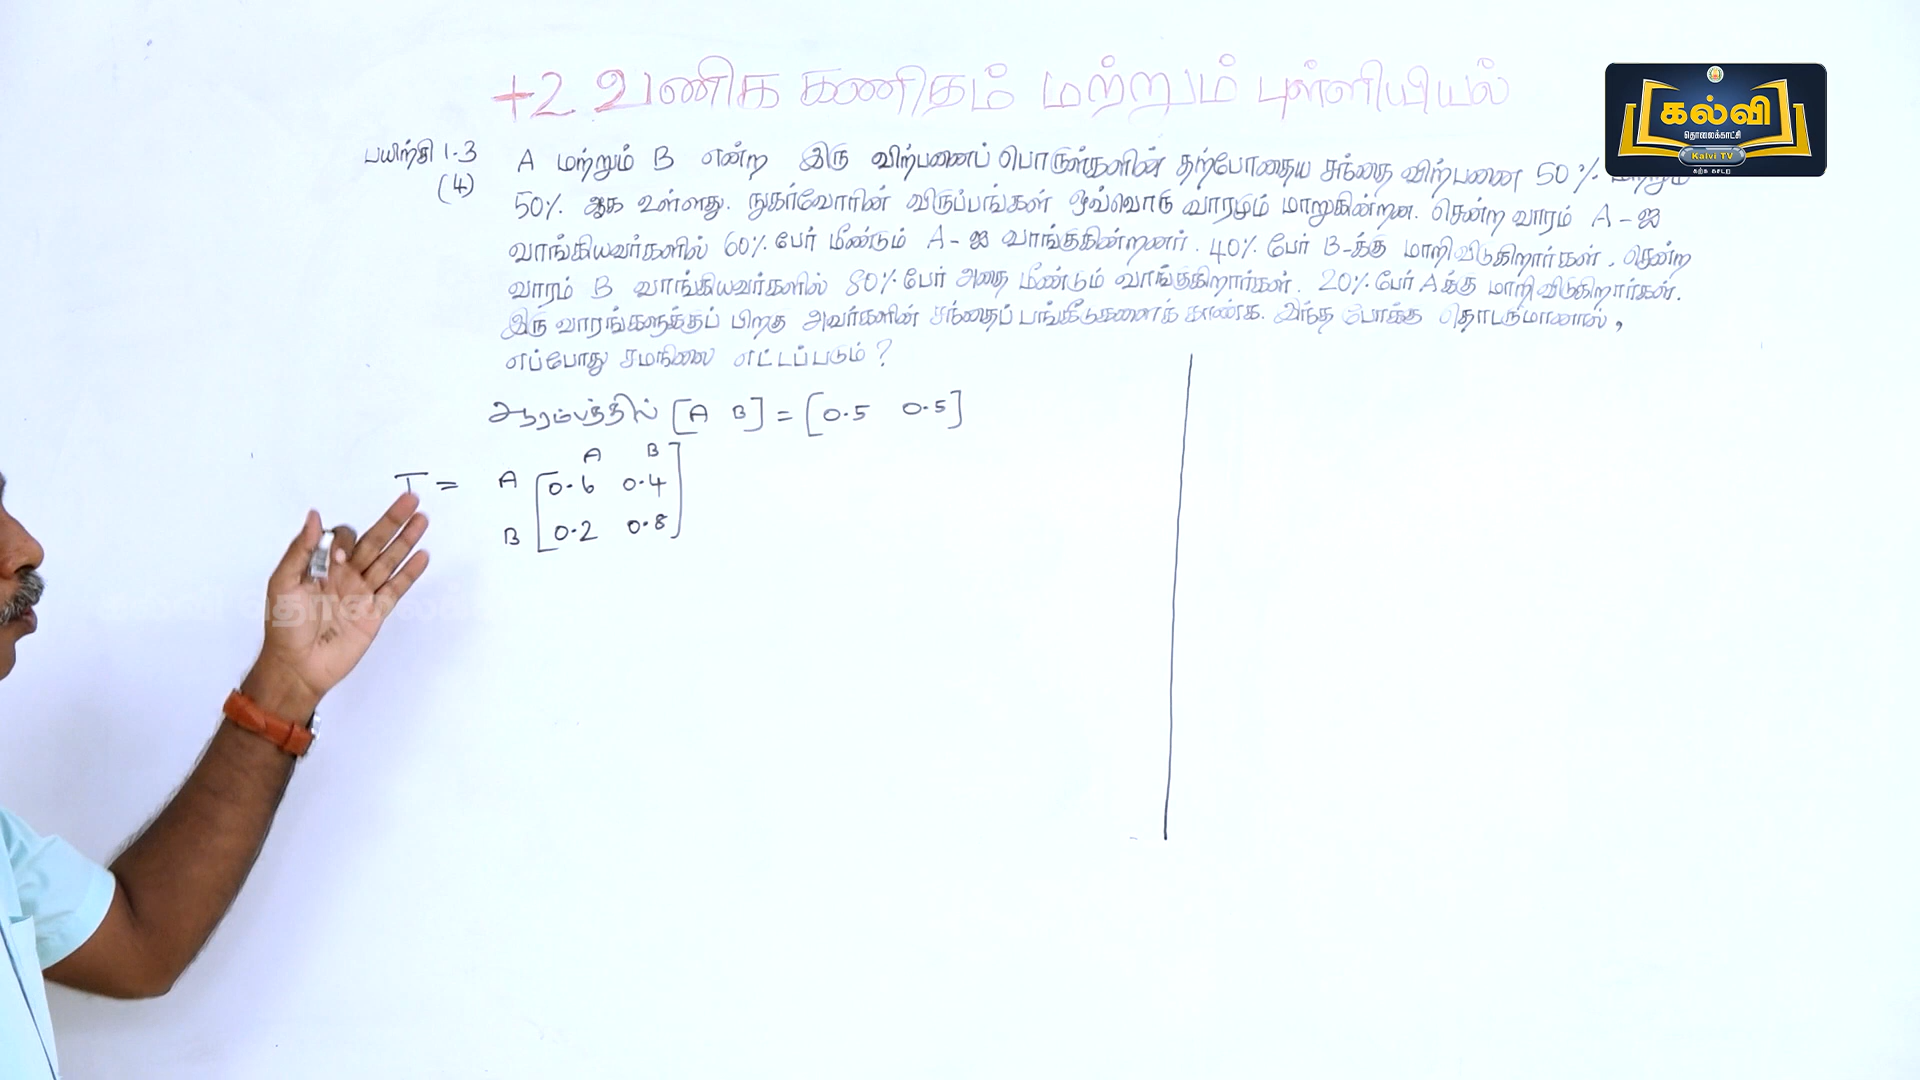 +2 வணிக கணிதம் மற்றும் புள்ளியியல்
கல்வி
தொலைக்காட்சி
Kalvi TV
கற்க கசடற
பயிற்சி 1.3
(4)
A மற்றும் B என்ற இரு விற்பனைப் பொருள்களின் தற்போதைய சந்தை விற்பனை 50 % மற்றும்
50% ஆக உள்ளது. நுகர்வோரின் விருப்பங்கள் ஒவ்வொரு வாரமும் மாறுகின்றன. சென்ற வாரம் A - ஐ
வாங்கியவர்களில் 60% பேர் மீண்டும் A - ஐ வாங்குகின்றனர். 40% பேர் B-க்கு மாறிவிடுகிறார்கள். சென்ற
வாரம் B வாங்கியவர்களில் 80% பேர் அதை மீண்டும் வாங்குகிறார்கள். 20% பேர் Aக்கு மாறிவிடுகிறார்கள்.
இரு வாரங்களுக்குப் பிறகு அவர்களின் சந்தைப் பங்கீடுகளைக் காண்க. இந்த போக்கு தொடருமானால்,
எப்போது சமநிலை எட்டப்படும் ?
ஆரம்பத்தில் [A B] = [0.5 0.5]
A B
T = A [0.6 0.4
B 0.2 0.8]